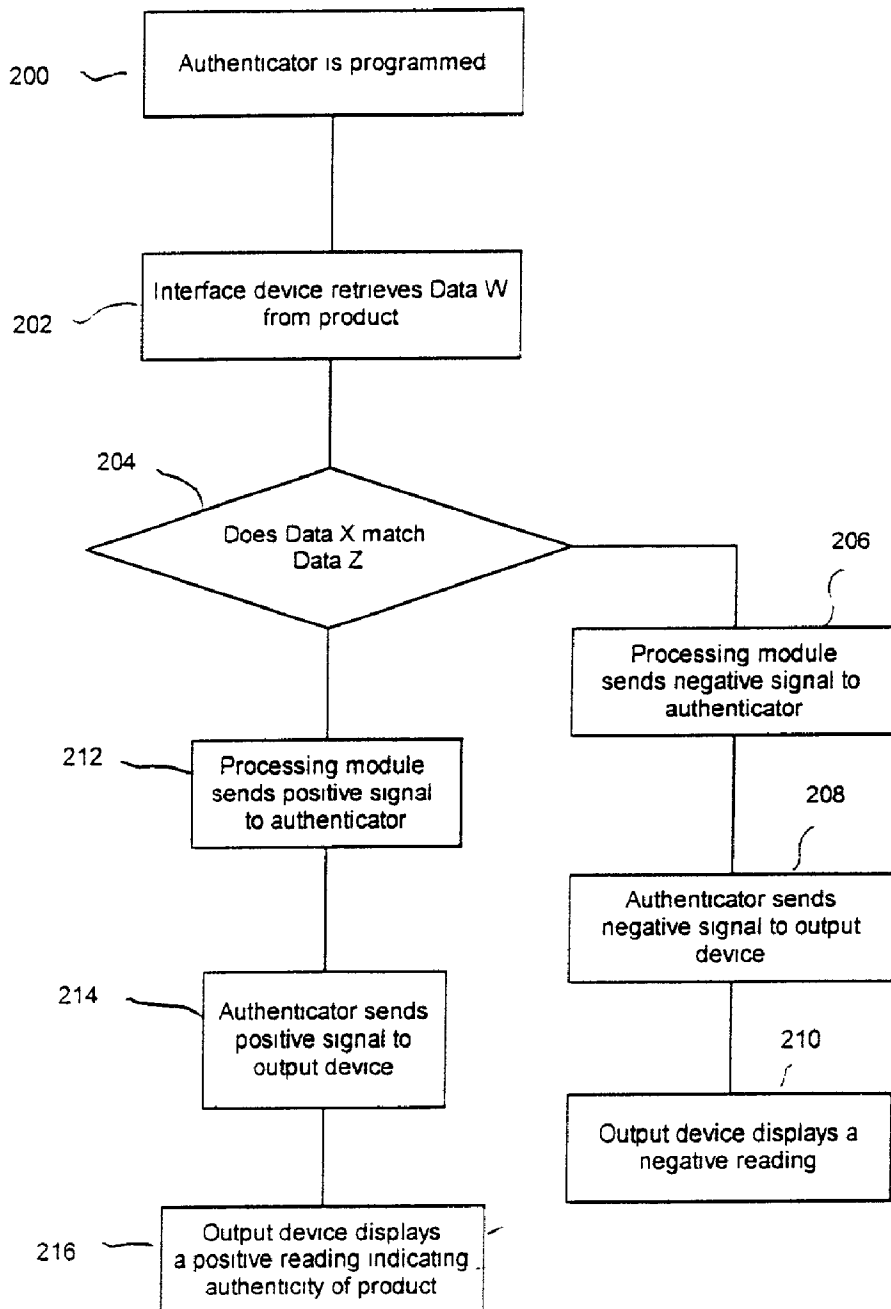 200
Authenticator is programmed
202
Interface device retrieves Data W
from product
204
Does Data X match
Data Z
206
Processing module
sends negative signal to
authenticator
212
Processing module
sends positive signal
to authenticator
208
Authenticator sends
negative signal to output
device
214
Authenticator sends
positive signal to
output device
210
Output device displays a
negative reading
216
Output device displays
a positive reading indicating
authenticity of product